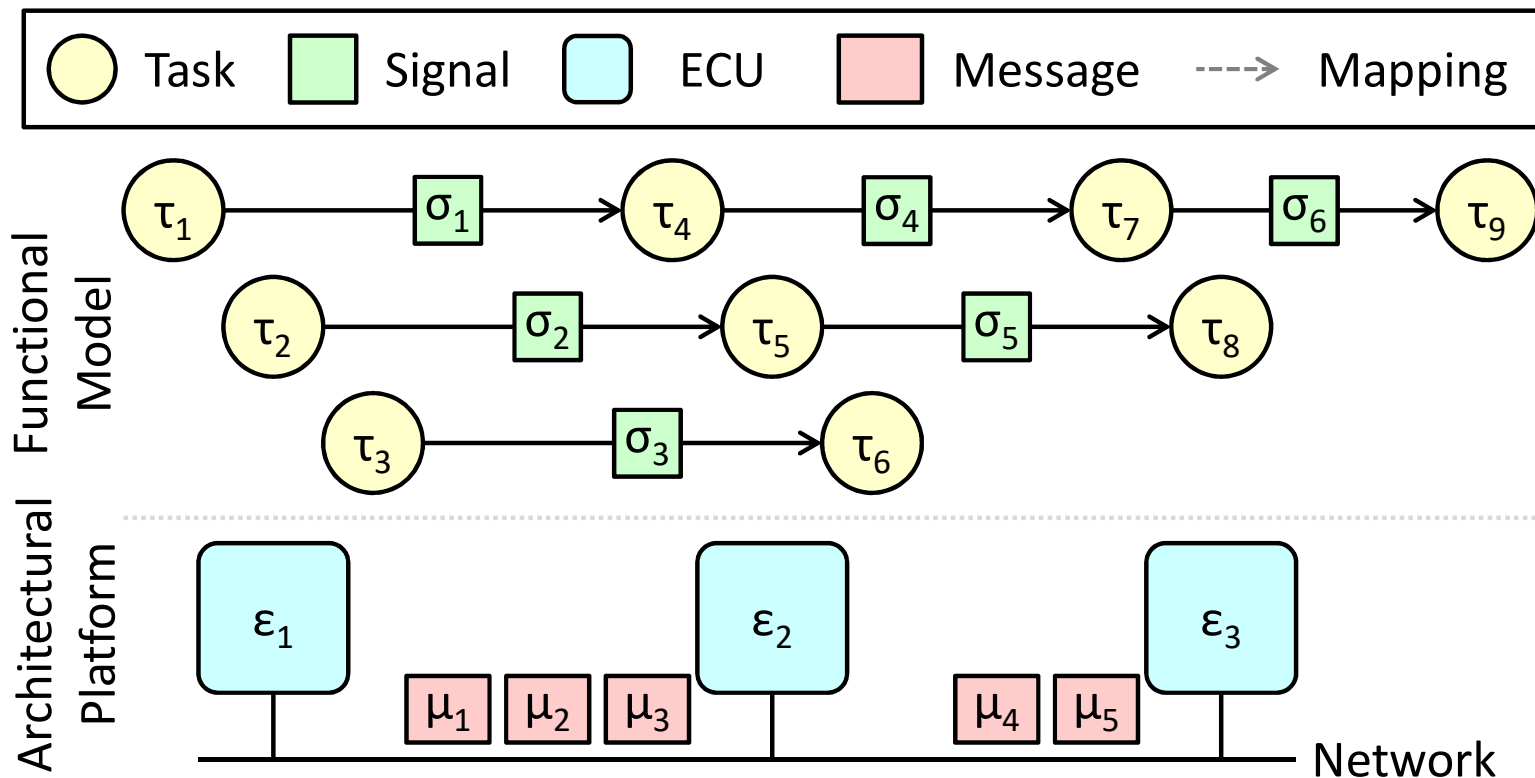 Task Signal ECU Message Mapping
τ1 σ1 τ4 σ4 τ7 σ6 τ9
τ2 σ2 τ5 σ5 τ8
τ3 σ3 τ6
Functional
Model
ε1 ε2 ε3
μ1 μ2 μ3 μ4 μ5
Architectural
Platform
Network